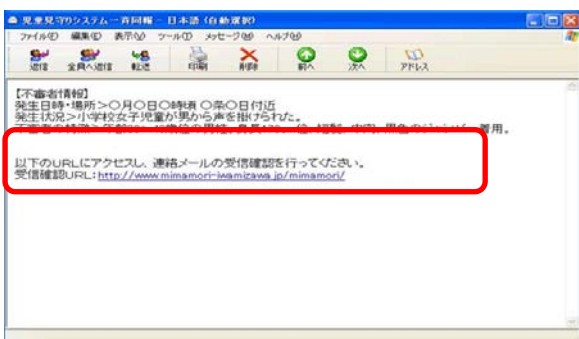 児童見守りシステム一斉同報 - 日本語 (自動選択)
ファイル(F) 編集(E) 表示(V) ツール(T) メッセージ(M) ヘルプ(H)
返信 全員へ返信 転送 印刷 削除 前へ 次へ アドレス
【不審者情報】
発生日時・場所>○月○日○時頃 ○条○日付近
発生状況>小学校女子児童が男から声を掛けられた。
着用。
以下のURLにアクセスし、連絡メールの受信確認を行ってください。
受信確認URL:http://www.mimamori-iwamizawa.jp/mimamori/